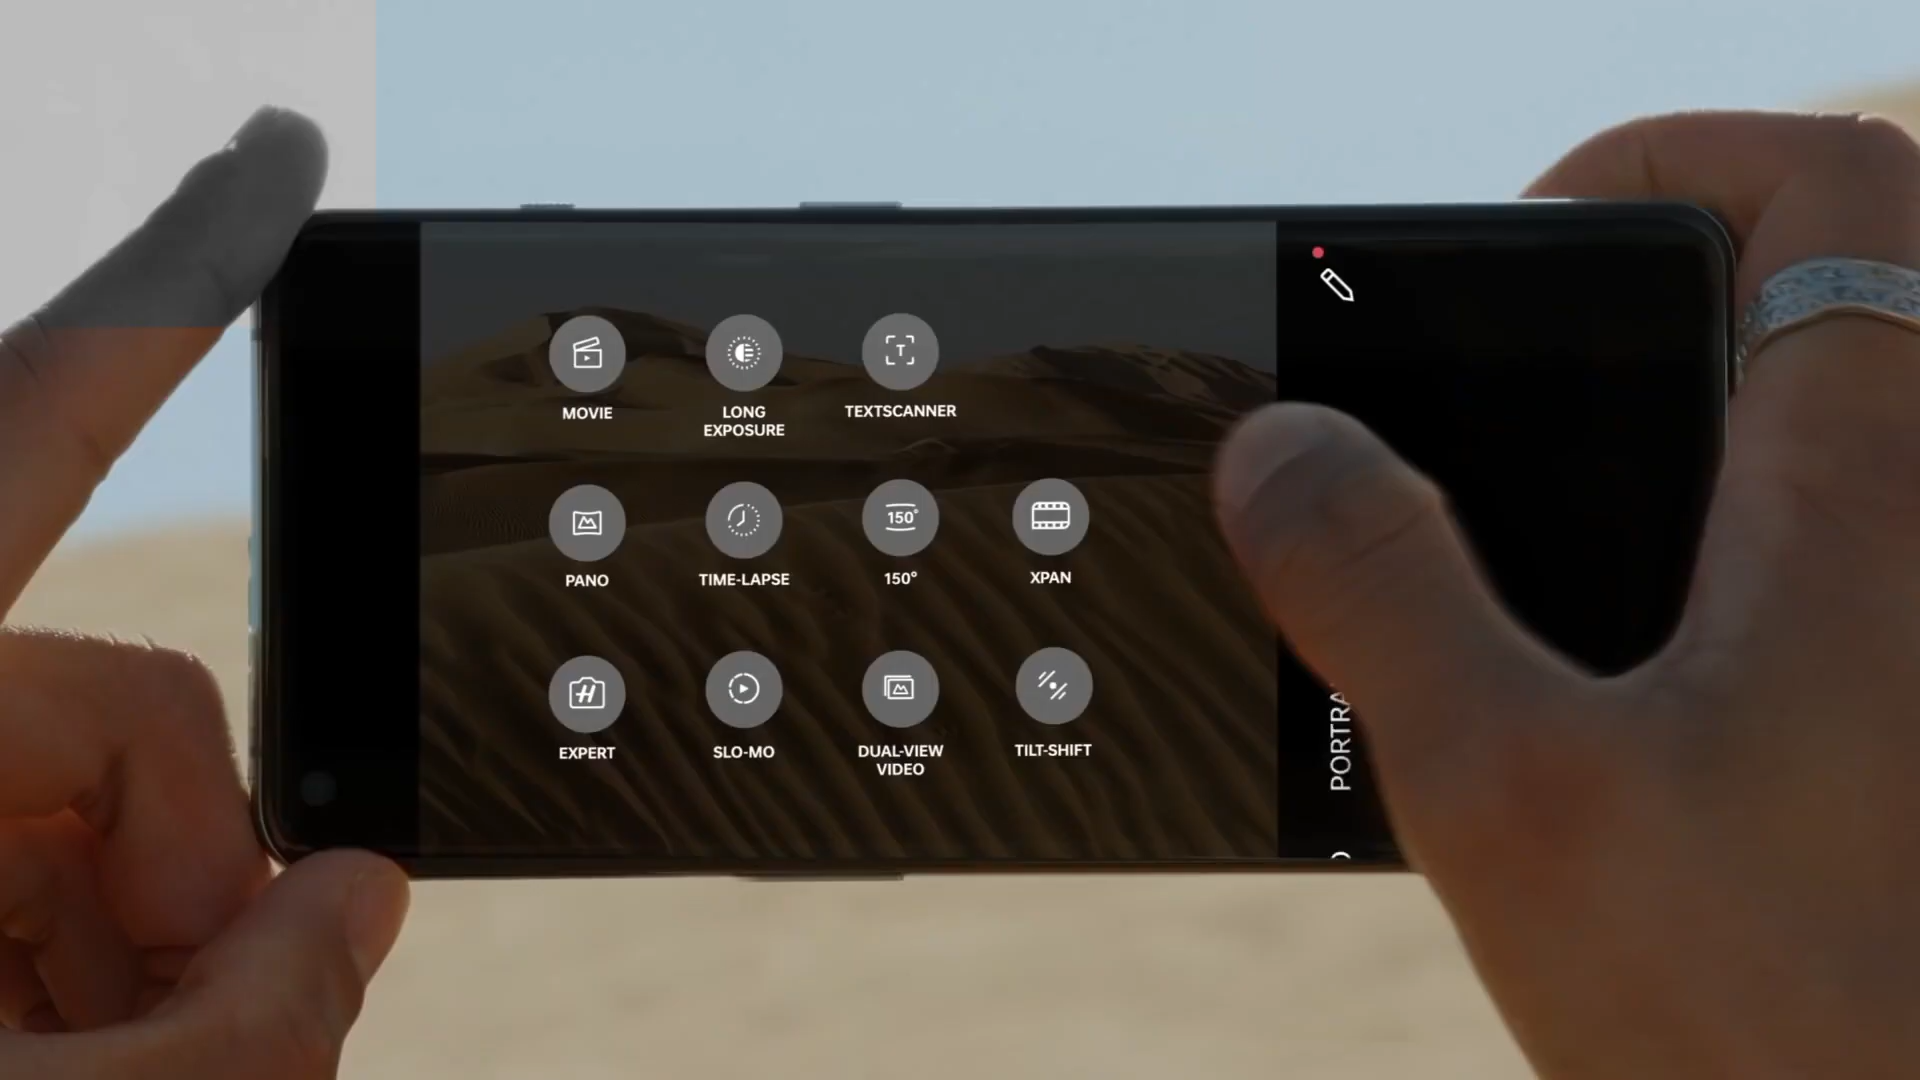 MOVIE
LONG
EXPOSURE
TEXTSCANNER
PANO
TIME-LAPSE
150°
150°
XPAN
EXPERT
SLO-MO
DUAL-VIEW
VIDEO
TILT-SHIFT